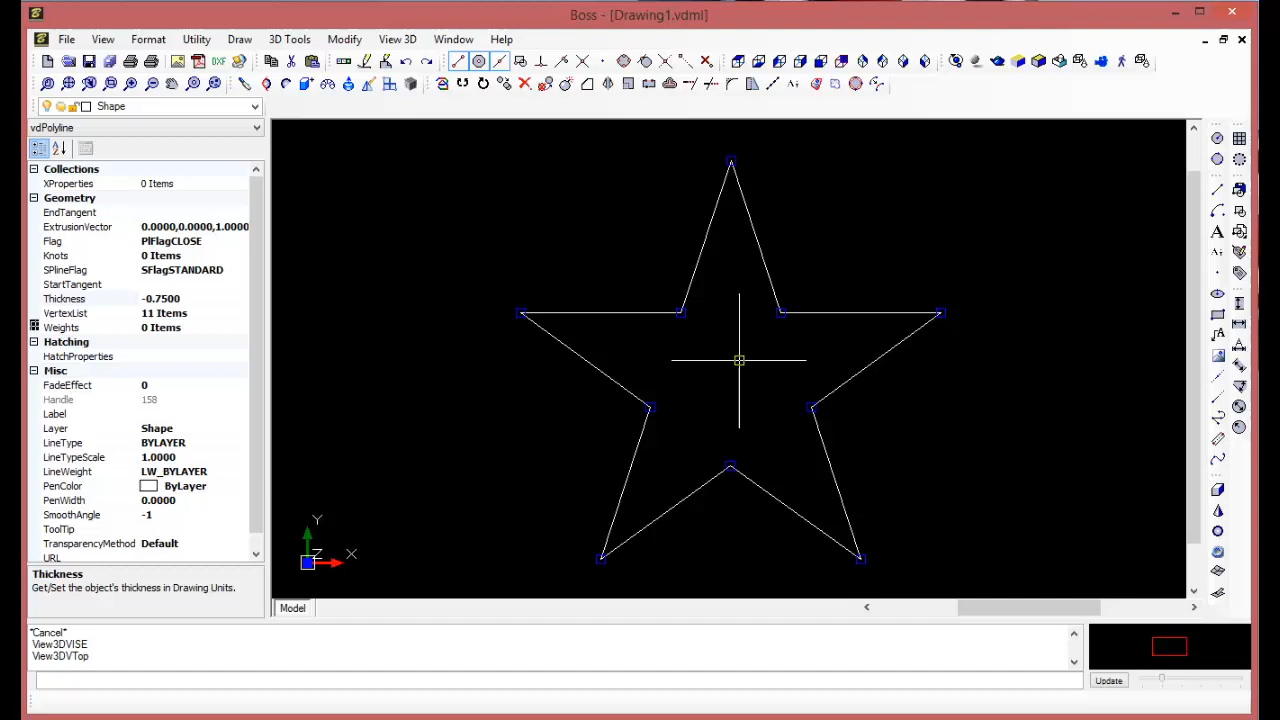 Boss - [Drawing1.vdml]
File View Format Utility Draw 3D Tools Modify View 3D Window Help
DXF
Shape
vdPolyline
Collections
XProperties 0 Items
Geometry
EndTangent
ExtrusionVector 0.0000,0.0000,1.0000
Flag PlFlagCLOSE
Knots 0 Items
SPlineFlag SFlagSTANDARD
StartTangent
Thickness -0.7500
VertexList 11 Items
Weights 0 Items
Hatching
HatchProperties
Misc
FadeEffect 0
Handle 158
Label
Layer Shape
LineType BYLAYER
LineTypeScale 1.0000
LineWeight LW_BYLAYER
PenColor ByLayer
PenWidth 0.0000
SmoothAngle -1
ToolTip
TransparencyMethod Default
URL
Thickness
Get/Set the object's thickness in Drawing Units.
Y
Z X
Model
*Cancel*
View3DVISE
View3DVTop
Update